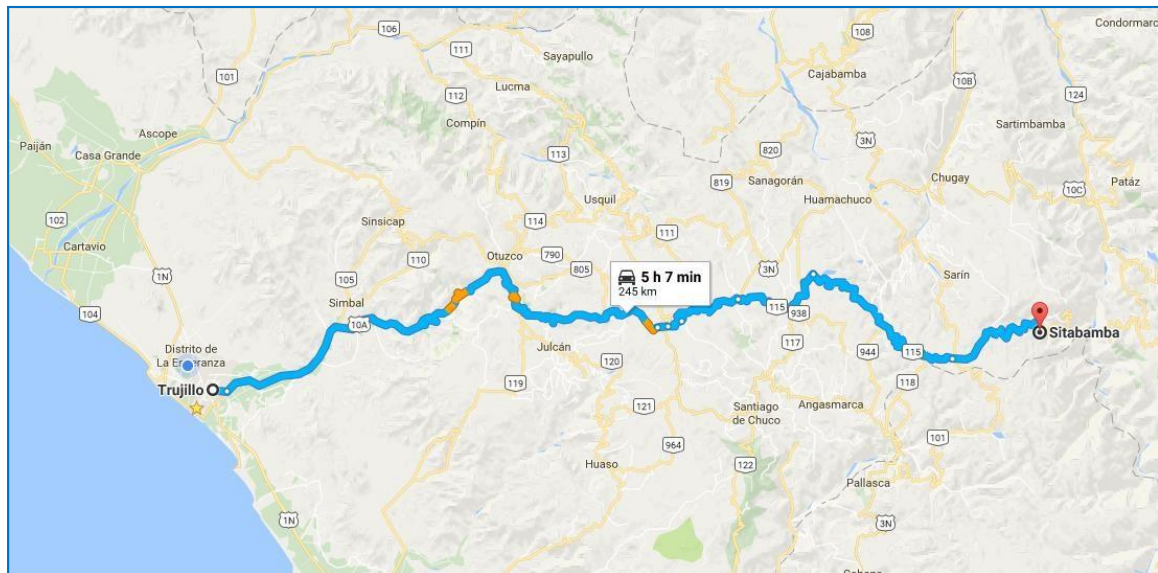 Condormarc
106
108
111
Sayapullo
101
Cajabamba
10B
124
Lucma
112
Sartimbamba
Ascope
Compín
Paiján
3N
Casa Grande
113
820
Chugay
10C
Pataz
819
Sanagorán
Usquil
Huamachuco
102
Sinsicap
114
111
Cartavio
110
Otuzco
790
1N
805
5 h 7 min
245 km
3N
Sarín
105
Simbal
104
10A
115
938
Sitabamba
Distrito de
La Esperanza
117
Julcán
120
944
115
Trujillo
119
118
121
Santiago
de Chuco
Angasmarca
101
964
Huaso
122
Pallasca
1N
3N